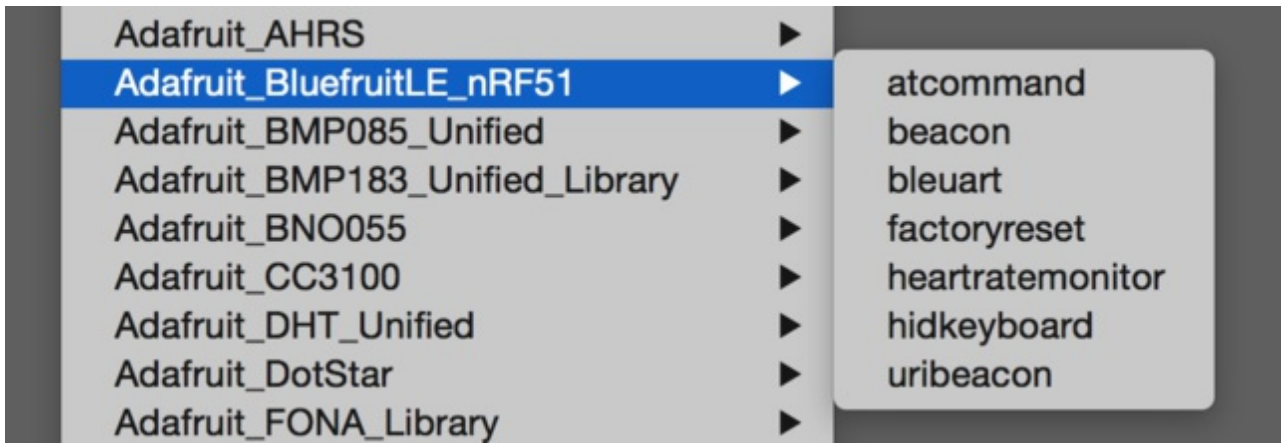 Adafruit_AHRS
Adafruit_BluefruitLE_nRF51
Adafruit_BMP085_Unified
Adafruit_BMP183_Unified_Library
Adafruit_BNO055
Adafruit_CC3100
Adafruit_DHT_Unified
Adafruit_DotStar
Adafruit_FONA_Library
atcommand
beacon
bleuart
factoryreset
heartratemonitor
hidkeyboard
uribeacon